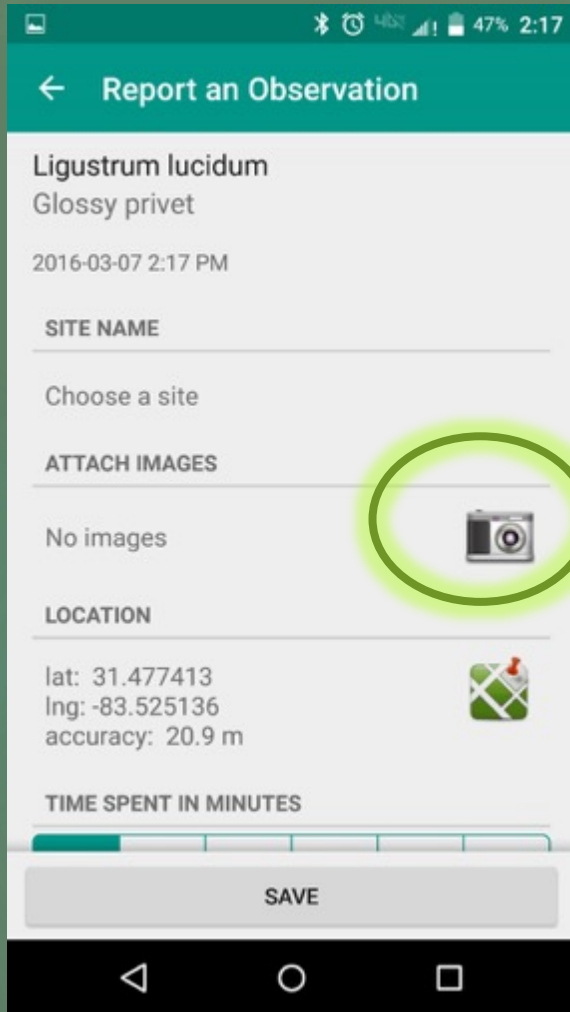 47% 2:17
Report an Observation
Ligustrum lucidum
Glossy privet
2016-03-07 2:17 PM
SITE NAME
Choose a site
ATTACH IMAGES
No images
LOCATION
lat: 31.477413
lng: -83.525136
accuracy: 20.9 m
TIME SPENT IN MINUTES
SAVE